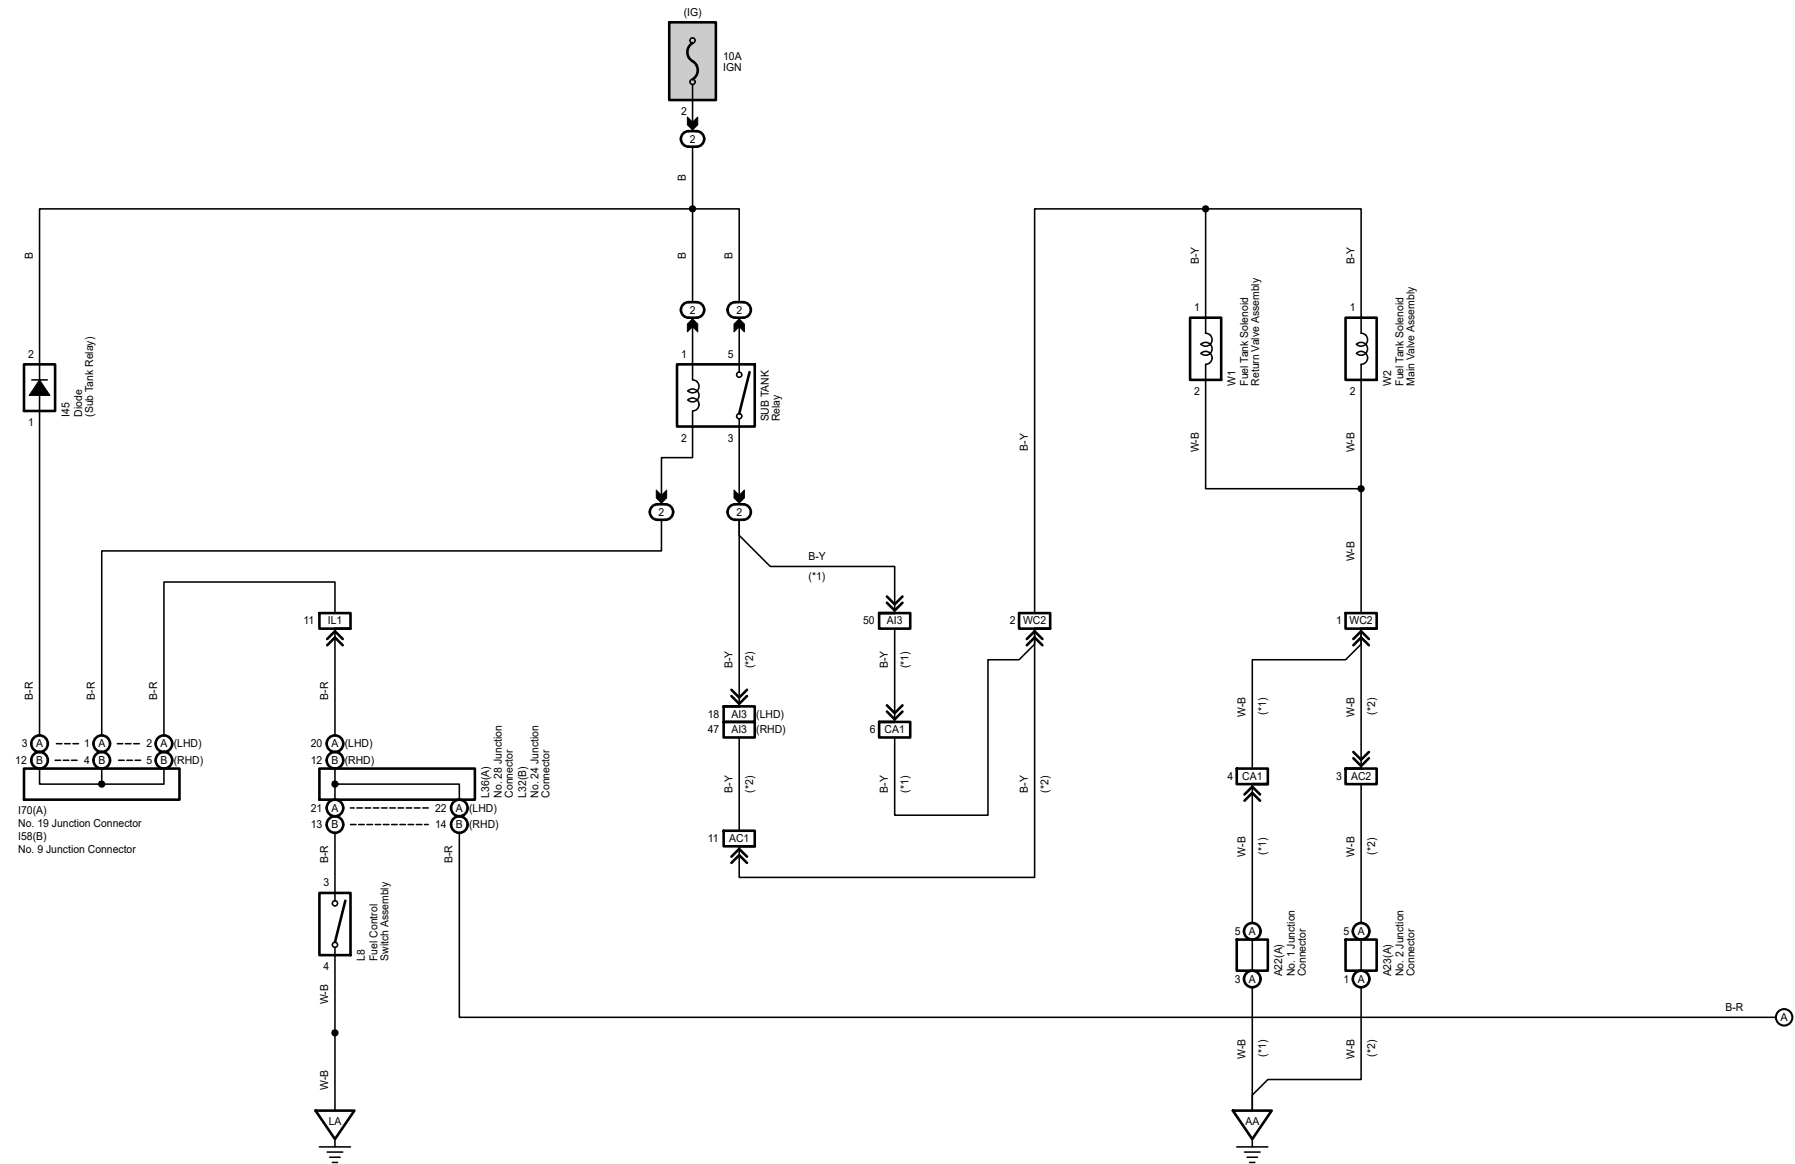 (IG)
10A
IGN
2
2
B
B
B
B
B-Y
B-Y
2
2
1
5
SUB TANK
Relay
2
3
2
I45
Diode
(Sub Tank Relay)
1
1
W1
Fuel Tank Solenoid
Return Valve Assembly
2
1
W2
Fuel Tank Solenoid
Main Valve Assembly
2
B-Y
W-B
W-B
2
2
B-Y
(*1)
W-B
11 IL1
50 AI3
2 WC2
1 WC2
B-R
B-R
B-R
B-R
B-Y
(*2)
B-Y
(*1)
W-B
(*1)
W-B
(*2)
18 AI3 (LHD)
47 AI3 (RHD)
6 CA1
3 A 1 A 2 A (LHD)
12 B 4 B 5 B (RHD)
20 A (LHD)
12 B (RHD)
L36(A)
No. 28 Junction
Connector
L32(B)
No. 24 Junction
Connector
4 CA1
3 AC2
B-Y
(*2)
B-Y
(*1)
B-Y
(*2)
I70(A)
No. 19 Junction Connector
I58(B)
No. 9 Junction Connector
21 A 22 A (LHD)
13 B 14 B (RHD)
11 AC1
W-B
(*1)
W-B
(*2)
B-R
B-R
3
L8
Fuel Control
Switch Assembly
4
5 A
A22(A)
No. 1 Junction
Connector
3 A
5 A
A23(A)
No. 2 Junction
Connector
1 A
W-B
B-R
A
W-B
(*1)
W-B
(*2)
W-B
LA
AA